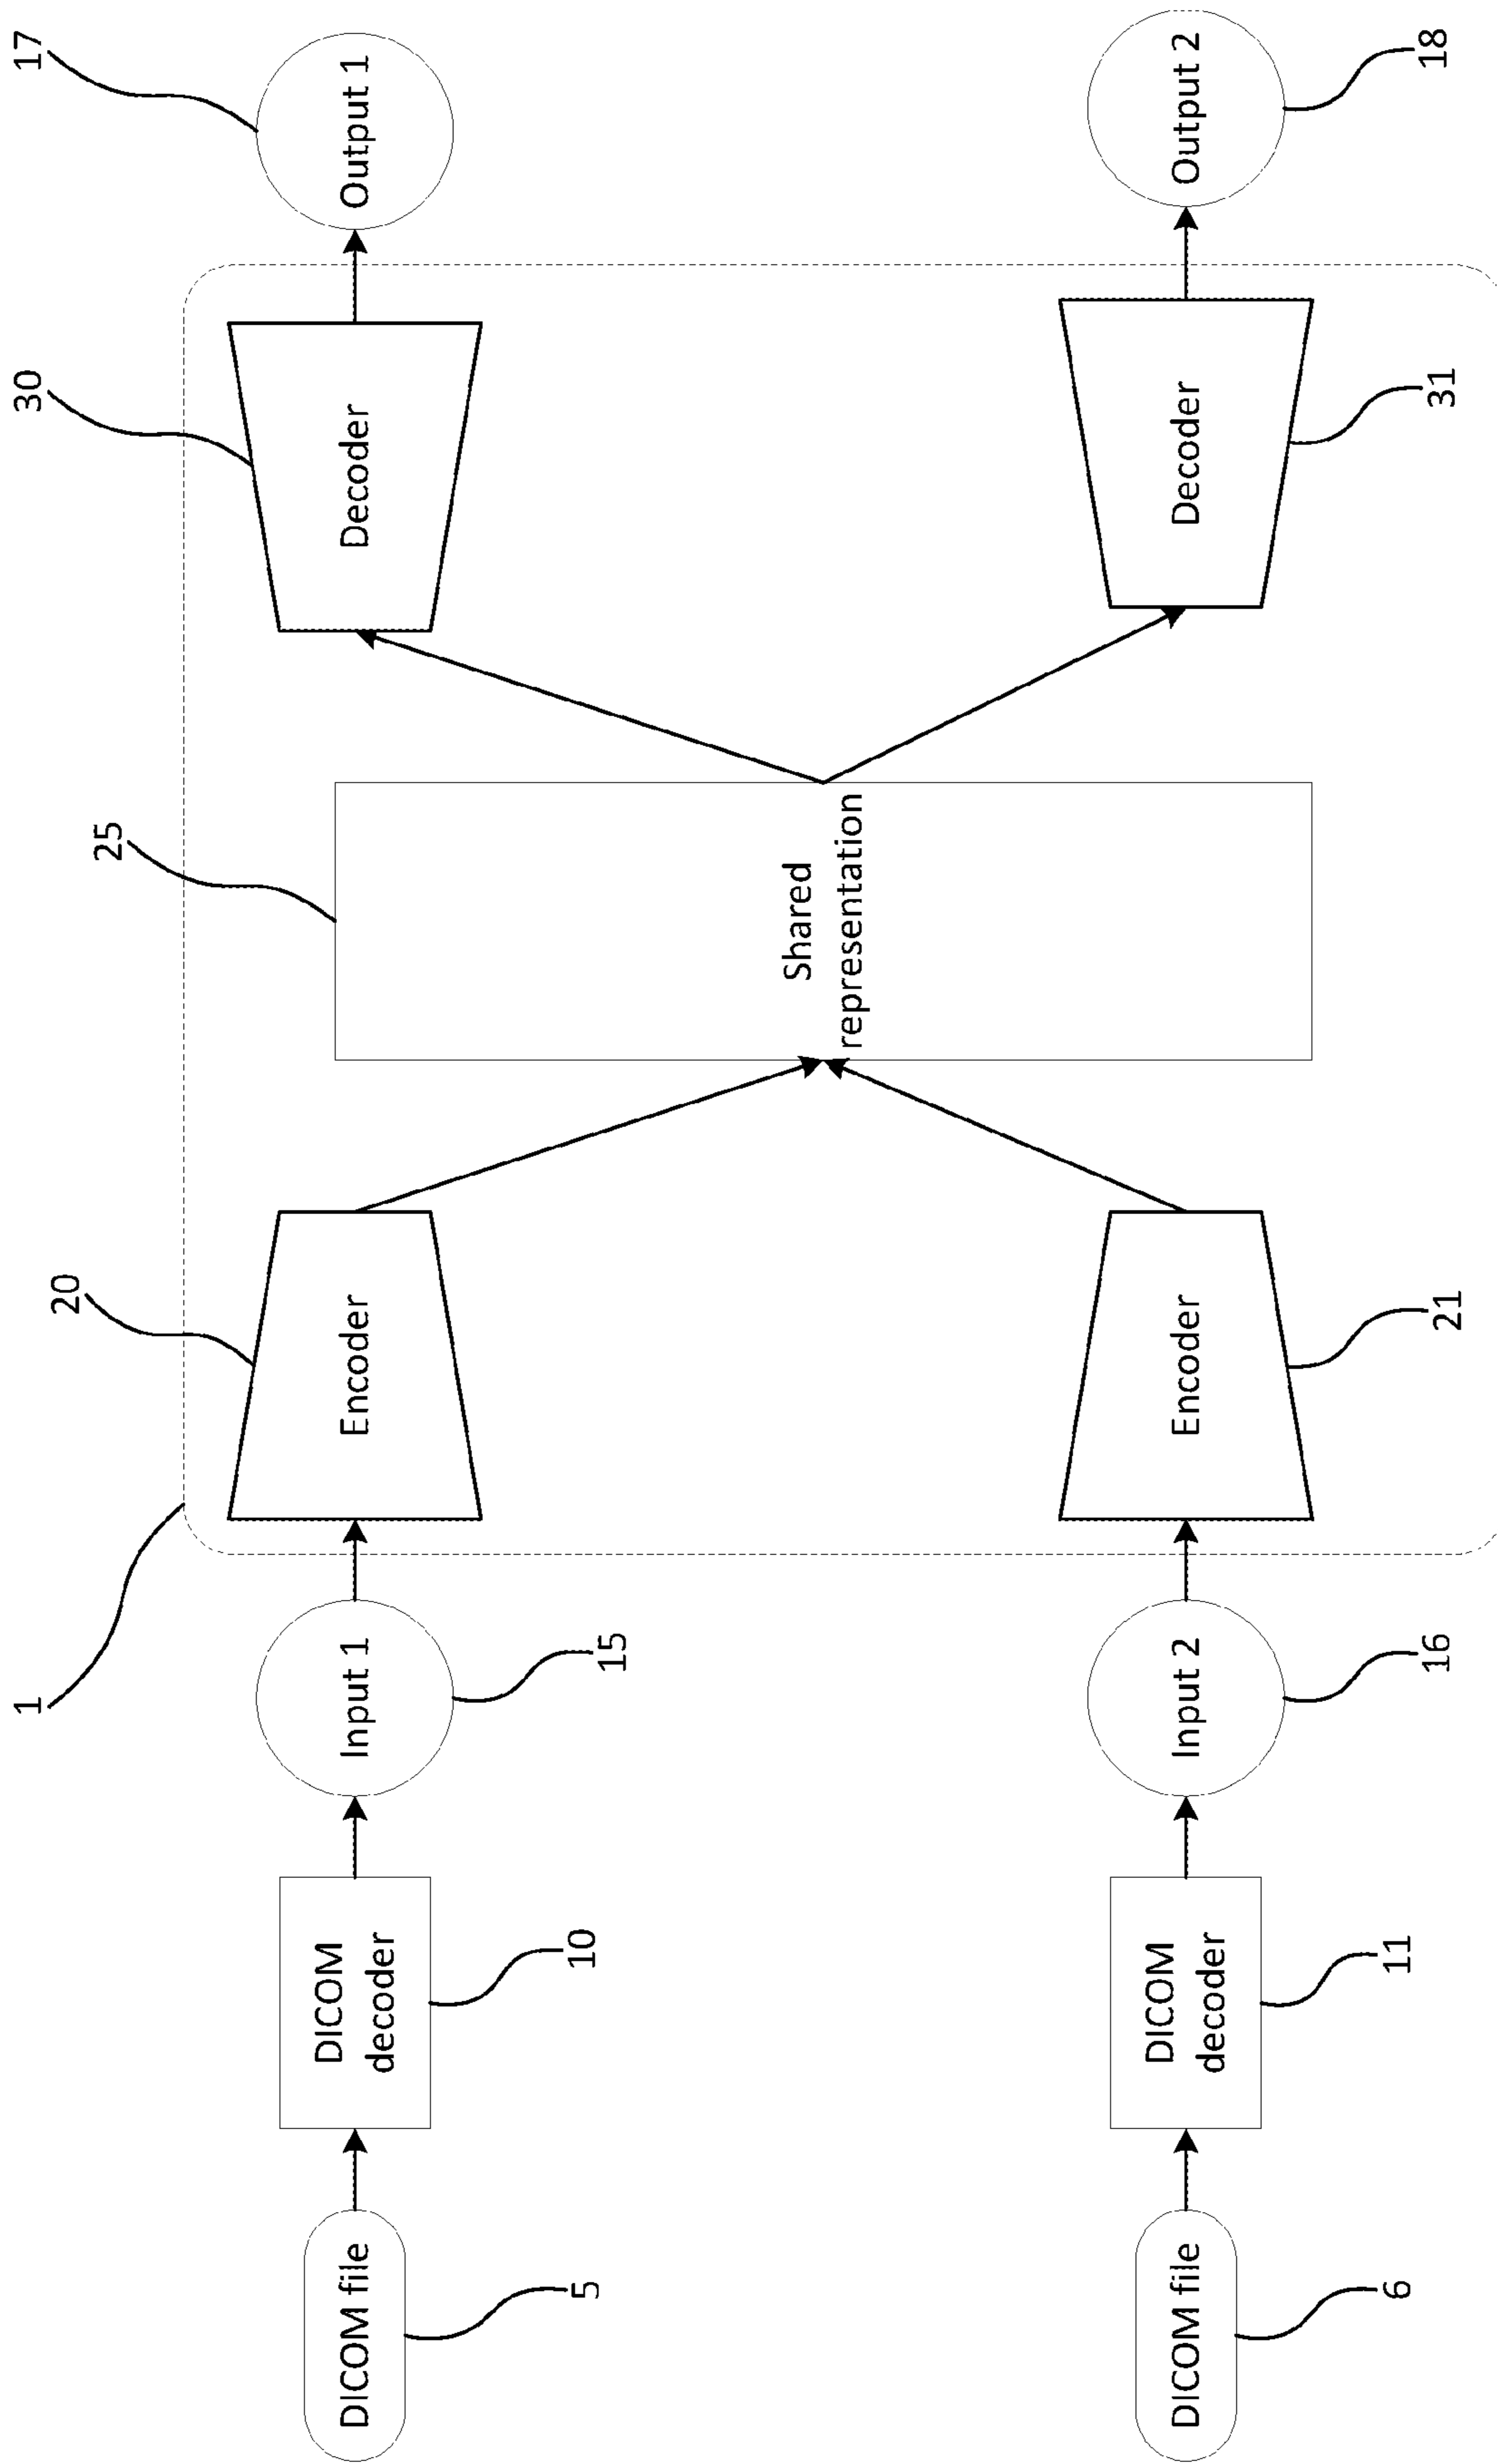 1
20
25
30
17
DICOM file
DICOM
decoder
Input 1
Encoder
Decoder
Output 1
5
10
15
Shared
representation
DICOM file
DICOM
decoder
Input 2
Encoder
Decoder
Output 2
6
11
16
21
31
18